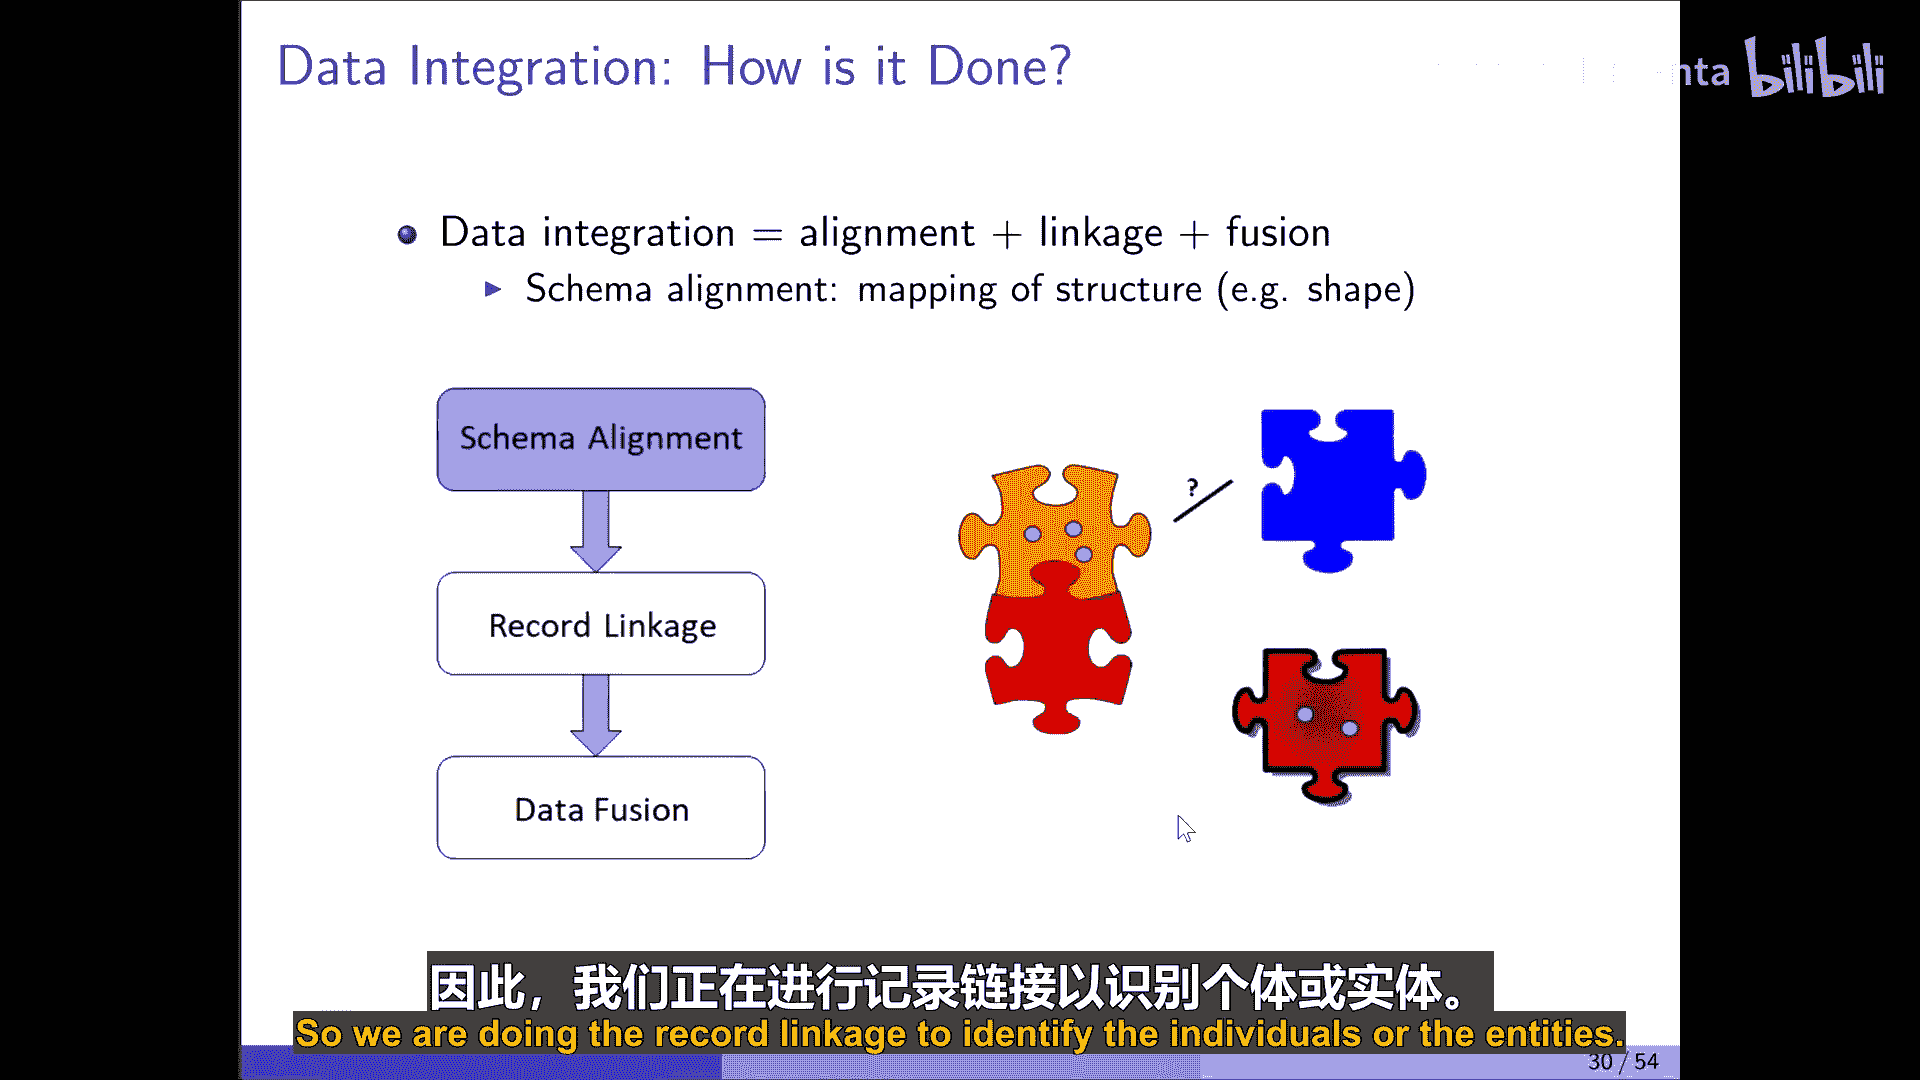 Data Integration: How is it Done?
nta bilibili
Data integration = alignment + linkage + fusion
Schema alignment: mapping of structure (e.g. shape)
Schema Alignment
?
Record Linkage
Data Fusion
因此，我们正在进行记录链接以识别个体或实体。
So we are doing the record linkage to identify the individuals or the entities.
30 / 54